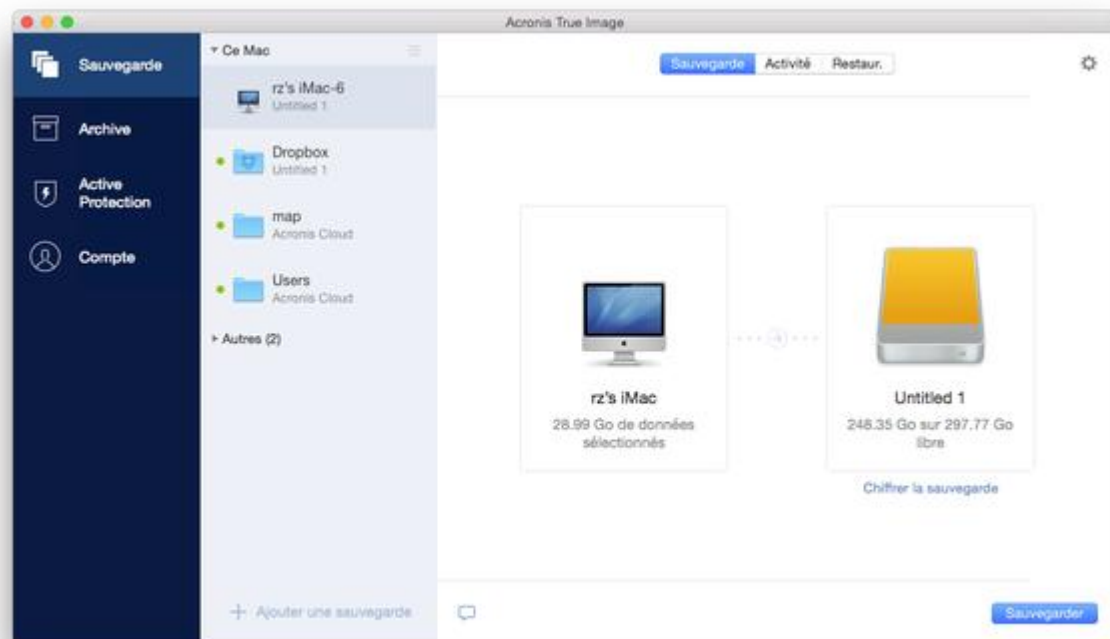 Acronis True Image
Sauvegarde
Archive
Active
Protection
Compte
Ce Mac
rz's iMac-6
Untitled 1
Dropbox
Untitled 1
map
Acronis Cloud
Users
Acronis Cloud
Autres (2)
Ajouter une sauvegarde
Sauvegarde Activité Restaur.
rz's iMac
28.99 Go de données
sélectionnés
Untitled 1
248.35 Go sur 297.77 Go
libre
Chiffrer la sauvegarde
Sauvegarder